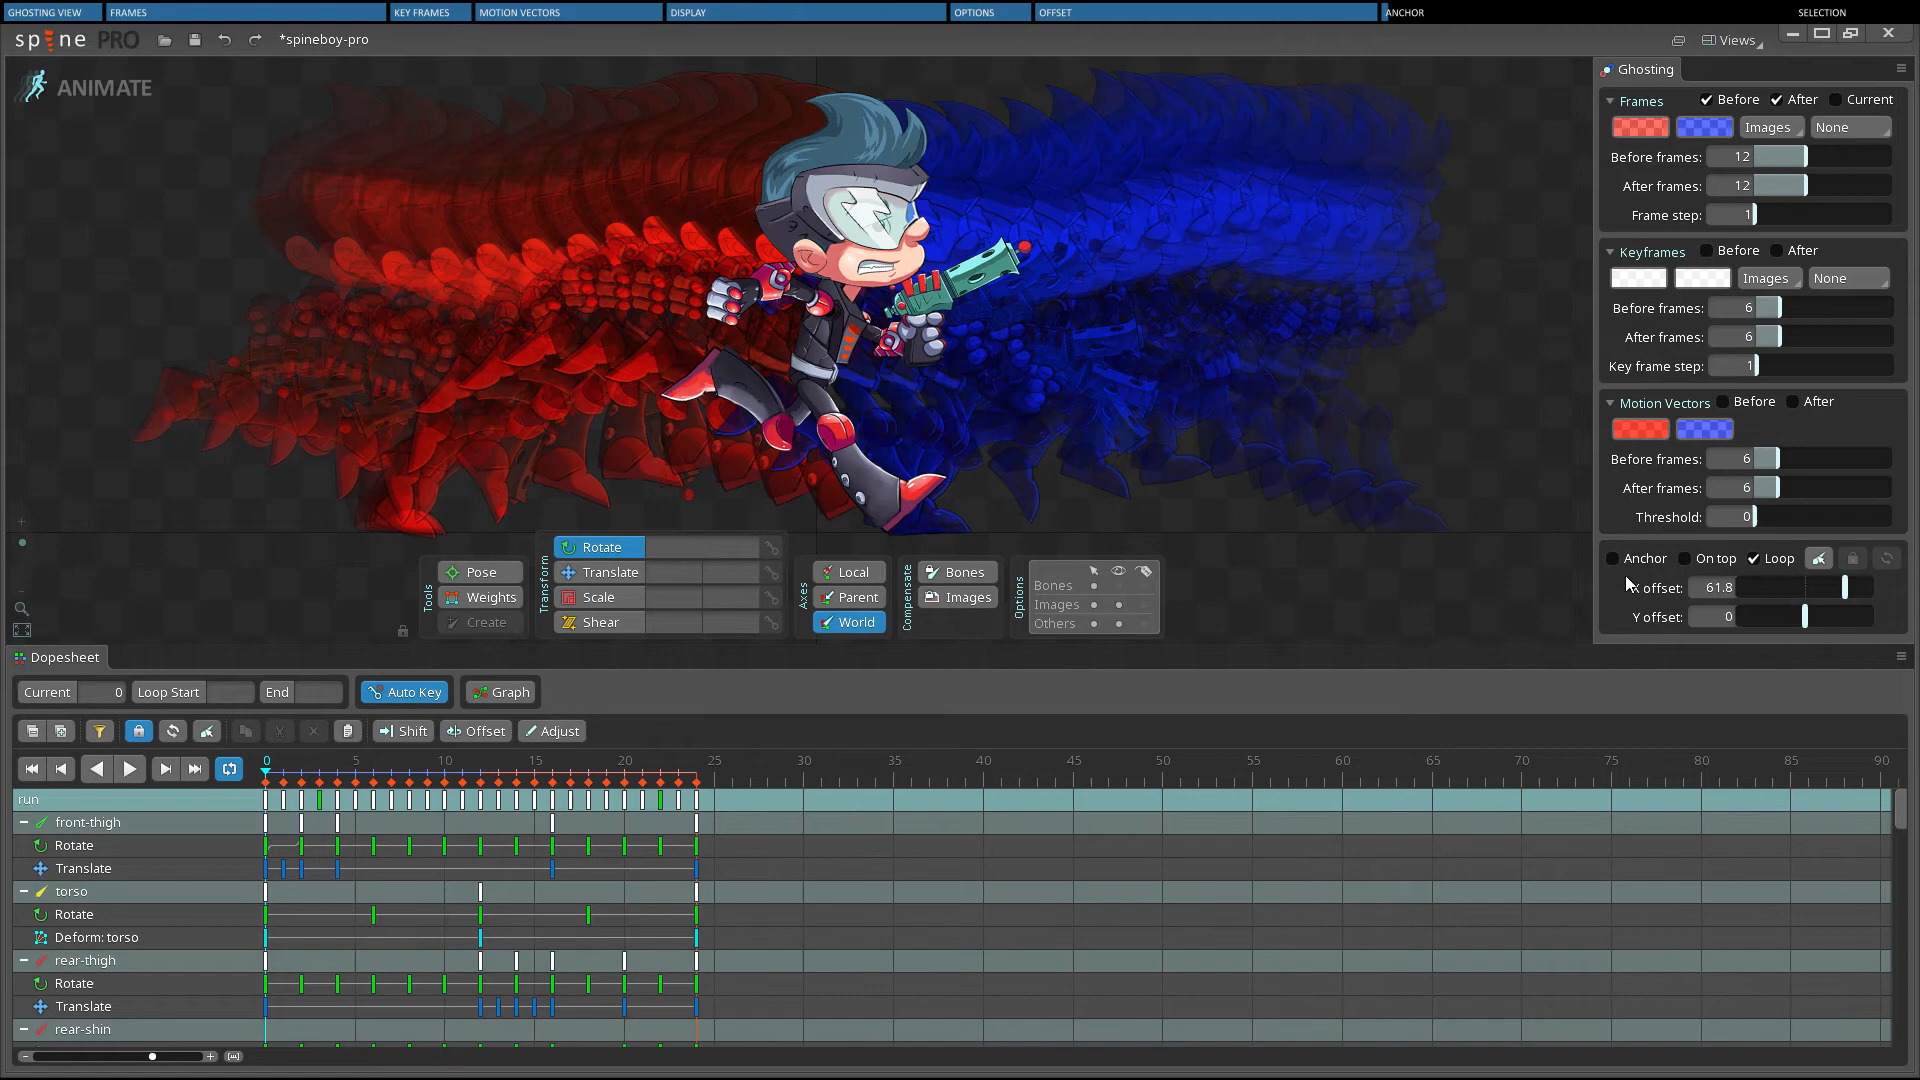 GHOSTING VIEW FRAMES KEY FRAMES MOTION VECTORS DISPLAY OPTIONS OFFSET ANCHOR SELECTION
spine PRO *spineboy-pro Views
ANIMATE
Ghosting
Frames Before After Current
Images None
Before frames: 12
After frames: 12
Frame step: 1
Keyframes Before After
Images None
Before frames: 6
After frames: 6
Key frame step: 1
Motion Vectors Before After
Before frames: 6
After frames: 6
Threshold: 0
Anchor On top Loop
X offset: 61.8
Y offset: 0
Tools
Pose
Weights
Create
Transform
Rotate
Translate
Scale
Shear
Axes
Local
Parent
World
Compensate
Bones
Images
Options
Bones
Images
Others
Dopesheet
Current 0 Loop Start End Auto Key Graph
Shift Offset Adjust
0 5 10 15 20 25 30 35 40 45 50 55 60 65 70 75 80 85 90
run
front-thigh
Rotate
Translate
torso
Rotate
Deform: torso
rear-thigh
Rotate
Translate
rear-shin